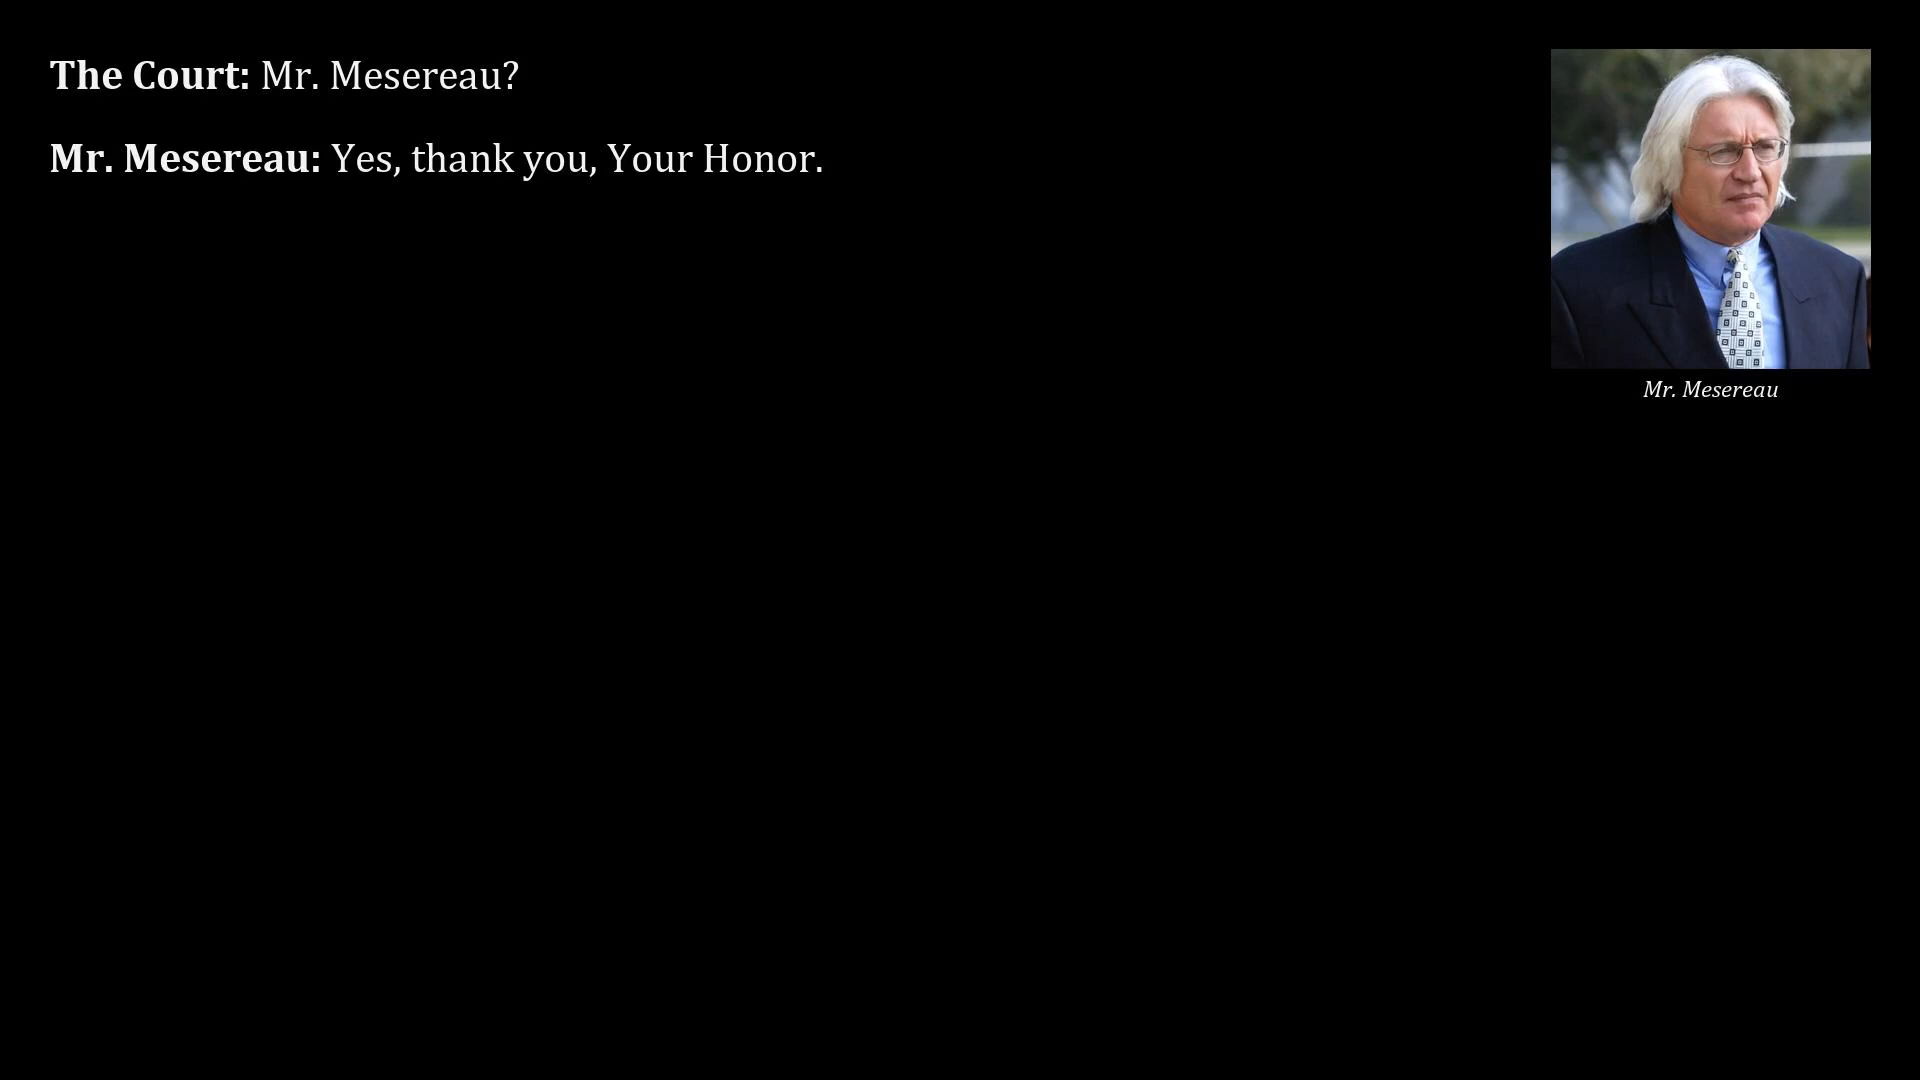 The Court: Mr. Mesereau?
Mr. Mesereau: Yes, thank you, Your Honor.
Mr. Mesereau